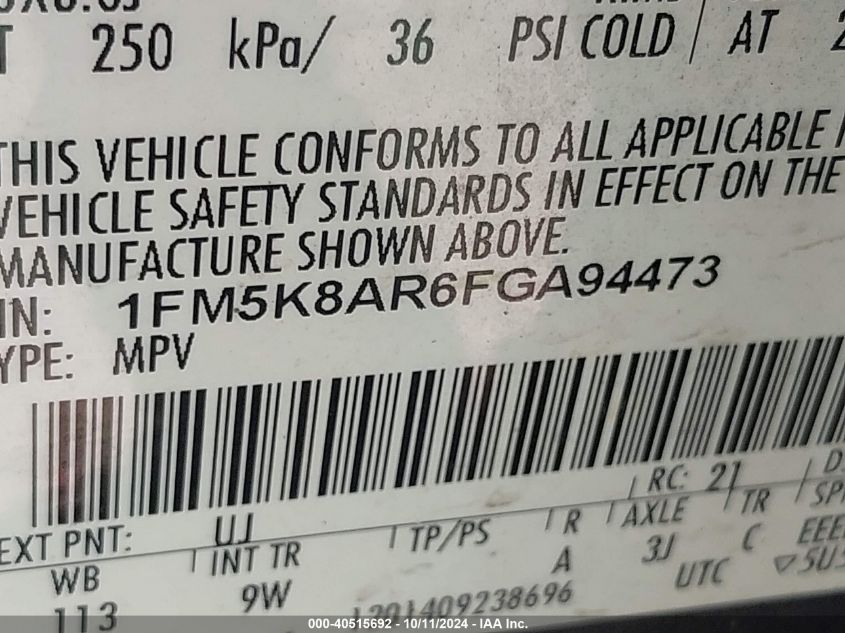 250 kPa/ 36 PSI COLD AT
THIS VEHICLE CONFORMS TO ALL APPLICABLE
VEHICLE SAFETY STANDARDS IN EFFECT ON THE
MANUFACTURE SHOWN ABOVE.
IN: 1FM5K8AR6FGA94473
YPE: MPV
RC: 21
EXT PNT: UJ
WB INT TR TP/PS R AXLE TR
113 9W A 3J C
1201409238696 UTC
000-40515692 - 10/11/2024 - IAA Inc.